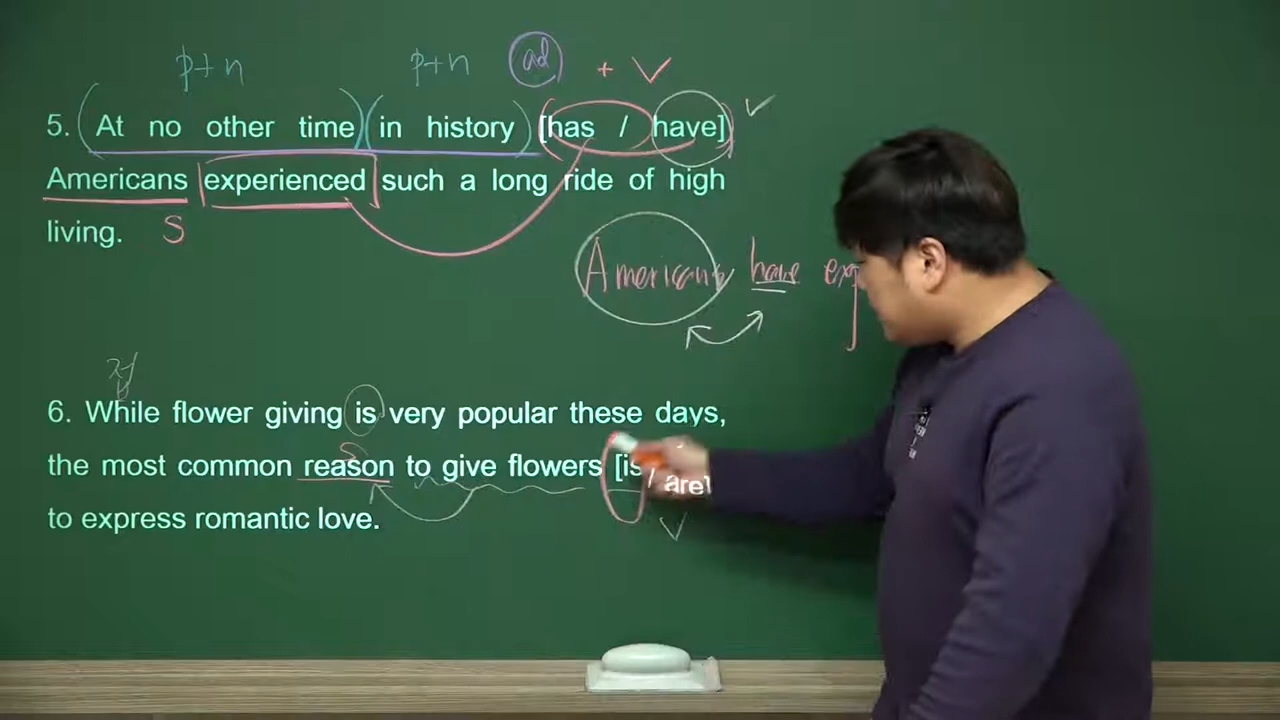 p+n p+n ad + V
5. At no other time in history [has / have]
Americans experienced such a long ride of high
living. S
Americans have exp
접
6. While flower giving is very popular these days,
S
the most common reason to give flowers [is / are]
V
to express romantic love.